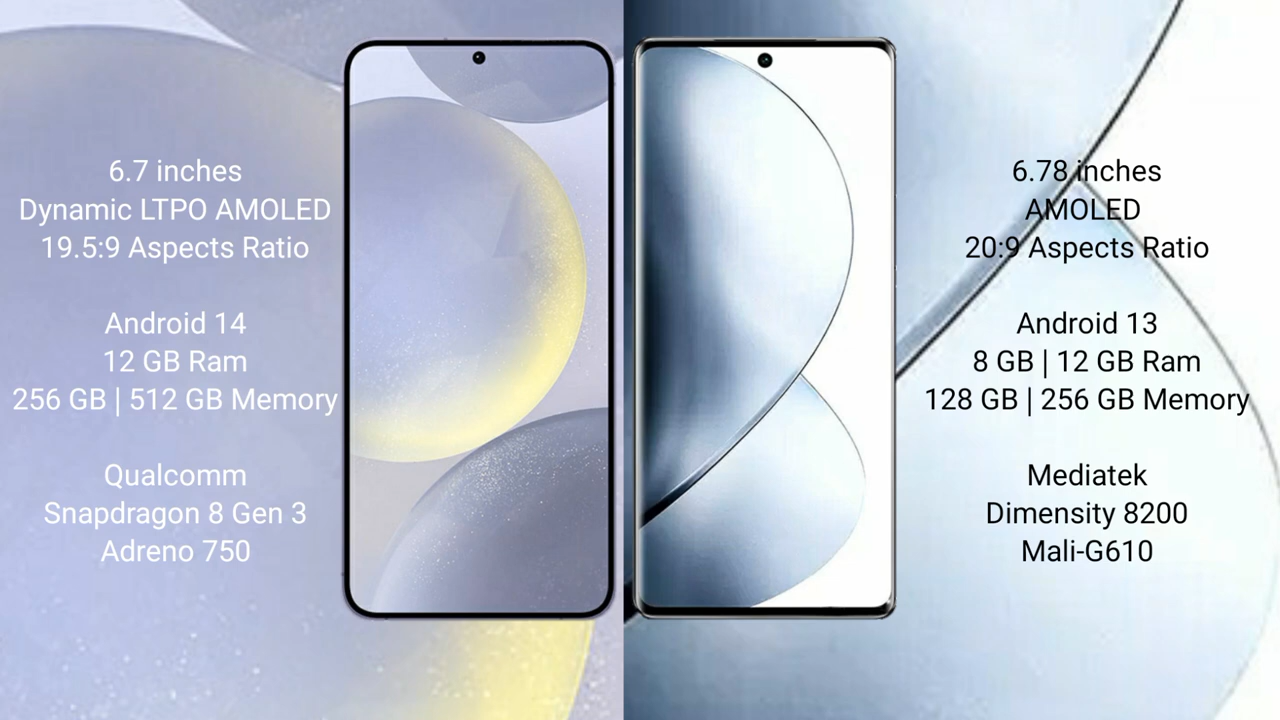 6.7 inches
Dynamic LTPO AMOLED
19.5:9 Aspects Ratio
Android 14
12 GB Ram
256 GB | 512 GB Memory
Qualcomm
Snapdragon 8 Gen 3
Adreno 750
6.78 inches
AMOLED
20:9 Aspects Ratio
Android 13
8 GB | 12 GB Ram
128 GB | 256 GB Memory
Mediatek
Dimensity 8200
Mali-G610